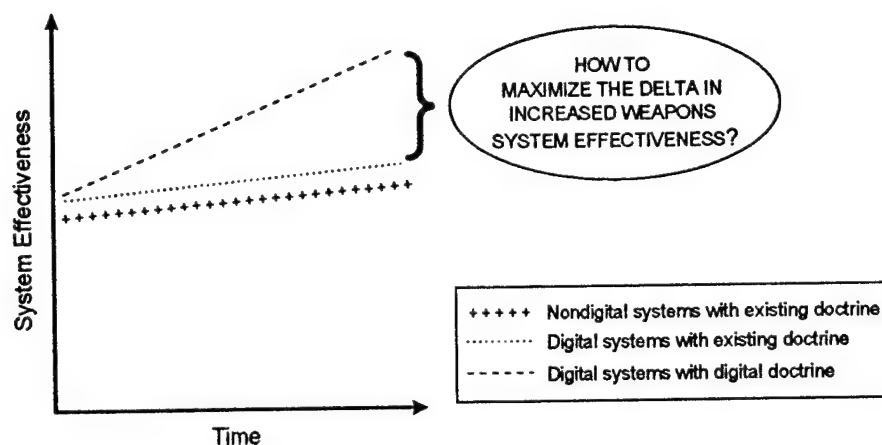 HOW TO
MAXIMIZE THE DELTA IN
INCREASED WEAPONS
SYSTEM EFFECTIVENESS?
System Effectiveness
Time
+++++ Nondigital systems with existing doctrine
Digital systems with existing doctrine
Digital systems with digital doctrine